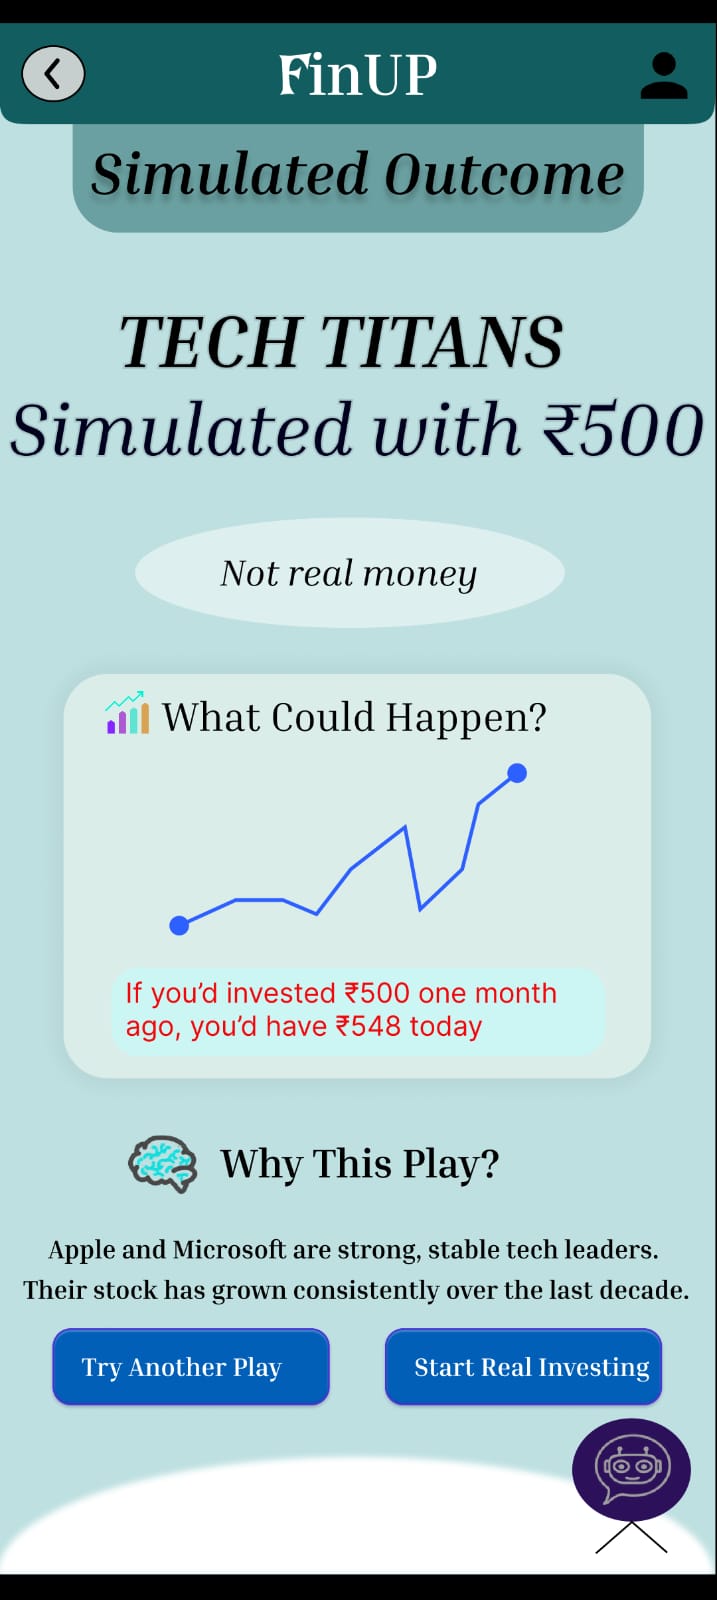 FinUP
Simulated Outcome
TECH TITANS
Simulated with ₹500
Not real money
What Could Happen?
If you’d invested ₹500 one month
ago, you’d have ₹548 today
Why This Play?
Apple and Microsoft are strong, stable tech leaders.
Their stock has grown consistently over the last decade.
Try Another Play
Start Real Investing